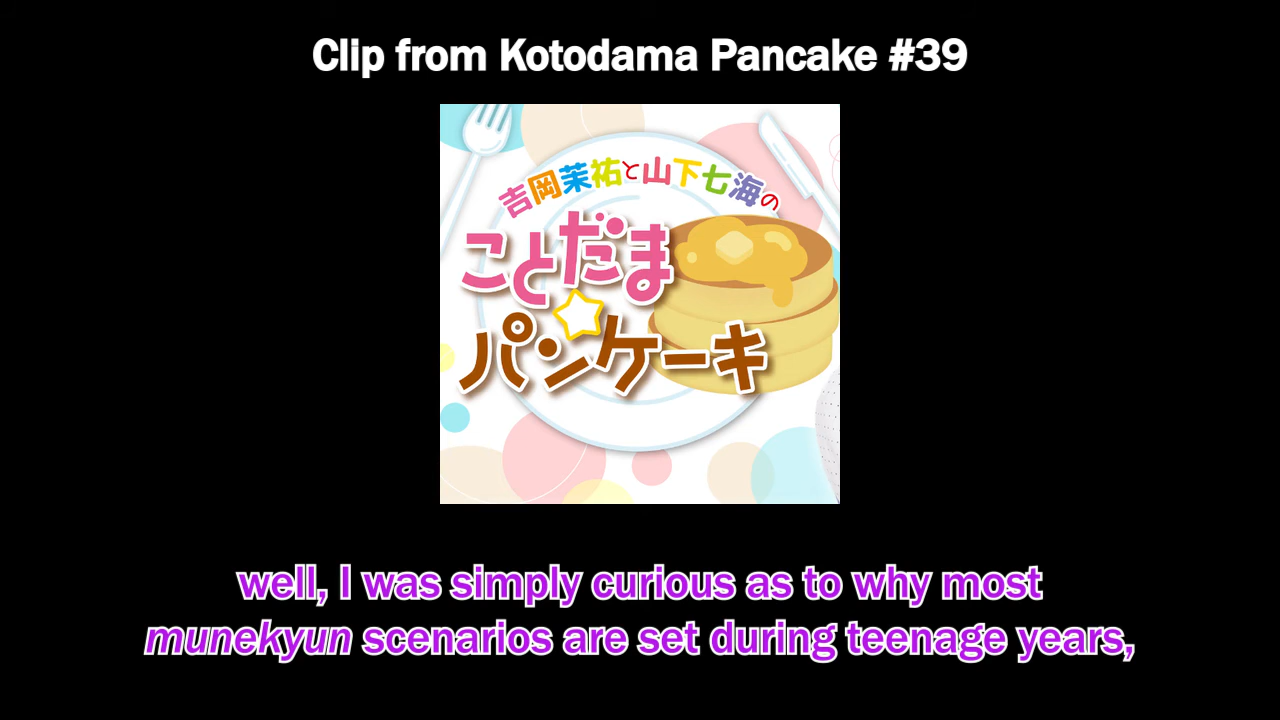 Clip from Kotodama Pancake #39
吉岡茉祐と山下七海の
ことだま
☆
パンケーキ
well, I was simply curious as to why most
munekyun scenarios are set during teenage years,